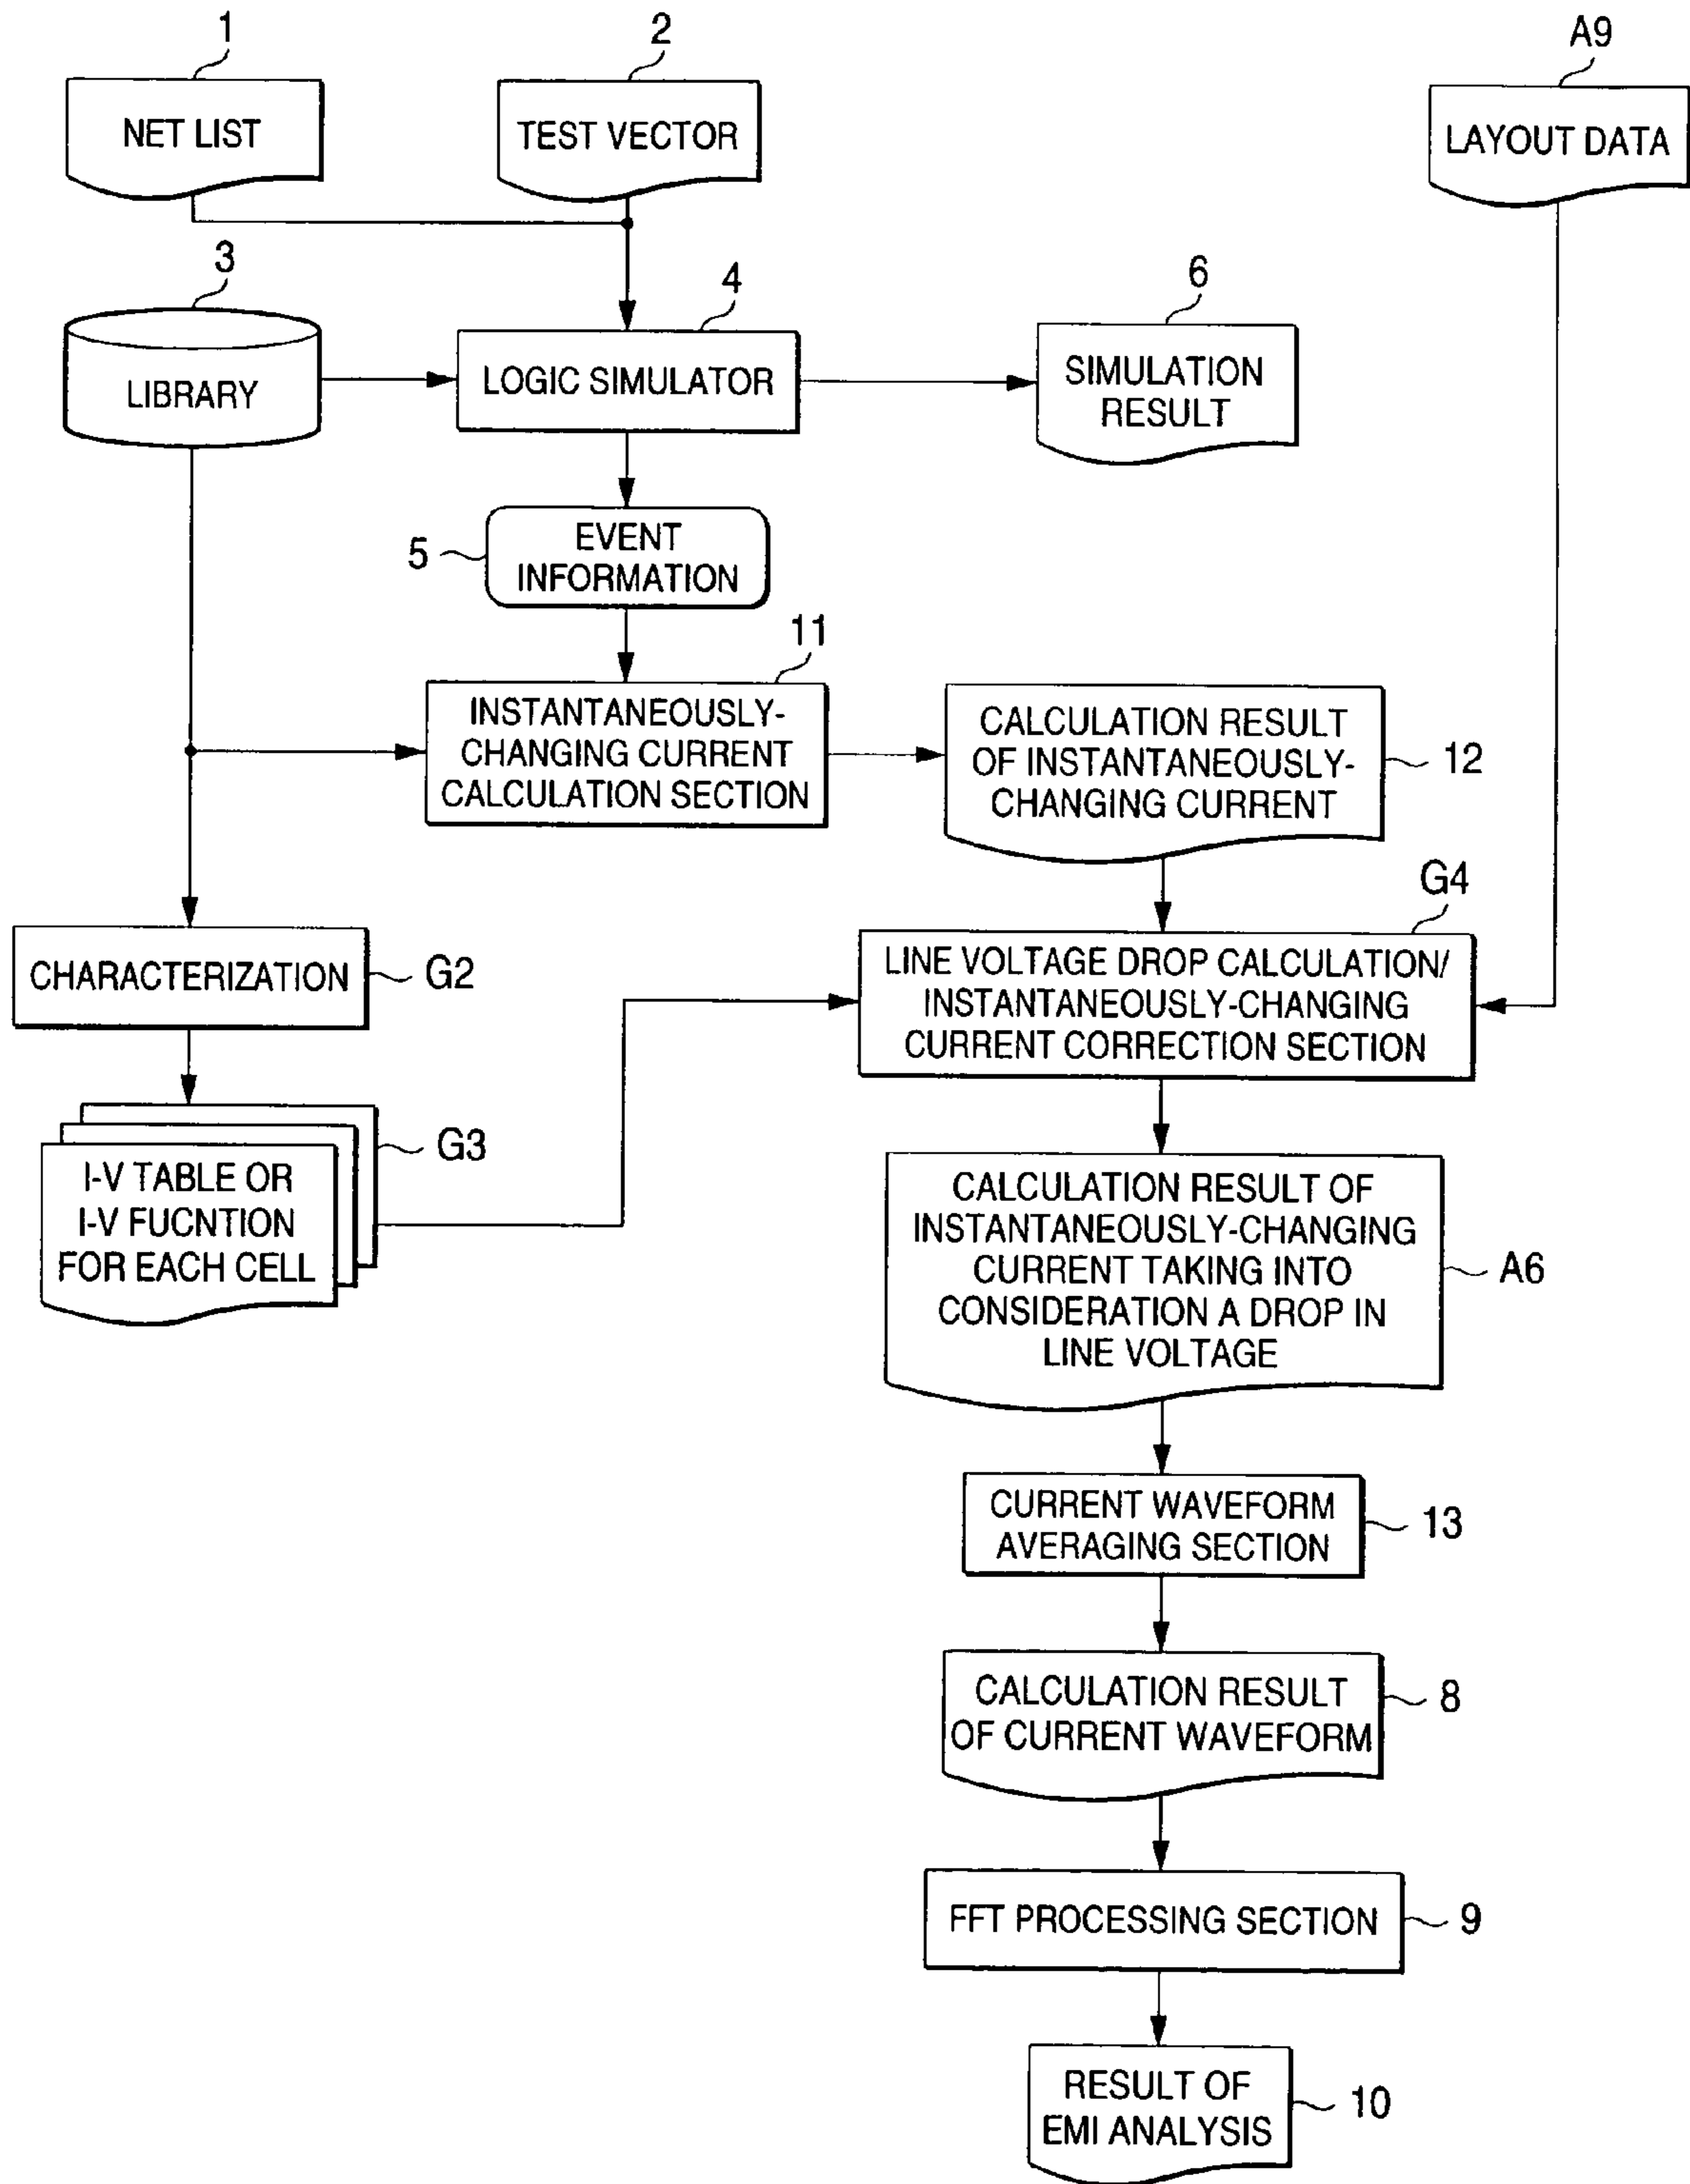 1
2
A9
NET LIST
TEST VECTOR
LAYOUT DATA
3
4
6
LIBRARY
LOGIC SIMULATOR
SIMULATION
RESULT
5
EVENT
INFORMATION
11
INSTANTANEOUSLY-
CHANGING CURRENT
CALCULATION SECTION
CALCULATION RESULT
OF INSTANTANEOUSLY-
CHANGING CURRENT
12
G4
CHARACTERIZATION
G2
LINE VOLTAGE DROP CALCULATION/
INSTANTANEOUSLY-CHANGING
CURRENT CORRECTION SECTION
G3
I-V TABLE OR
I-V FUCNTION
FOR EACH CELL
CALCULATION RESULT OF
INSTANTANEOUSLY-CHANGING
CURRENT TAKING INTO
CONSIDERATION A DROP IN
LINE VOLTAGE
A6
CURRENT WAVEFORM
AVERAGING SECTION
13
CALCULATION RESULT
OF CURRENT WAVEFORM
8
FFT PROCESSING SECTION
9
RESULT OF
EMI ANALYSIS
10